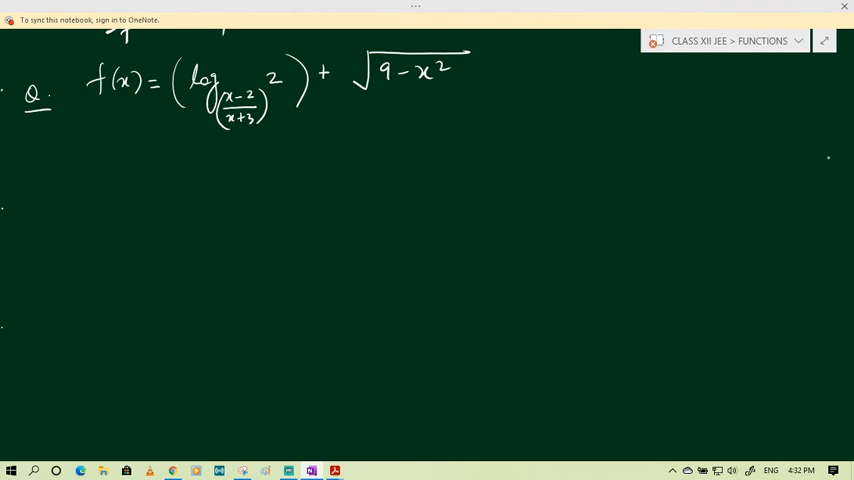 ...
To sync this notebook, sign in to OneNote.
CLASS XII JEE > FUNCTIONS
Q. f(x) = (log_((x-2)/(x+3)) 2) + √(9-x²)
ENG 4:32 PM